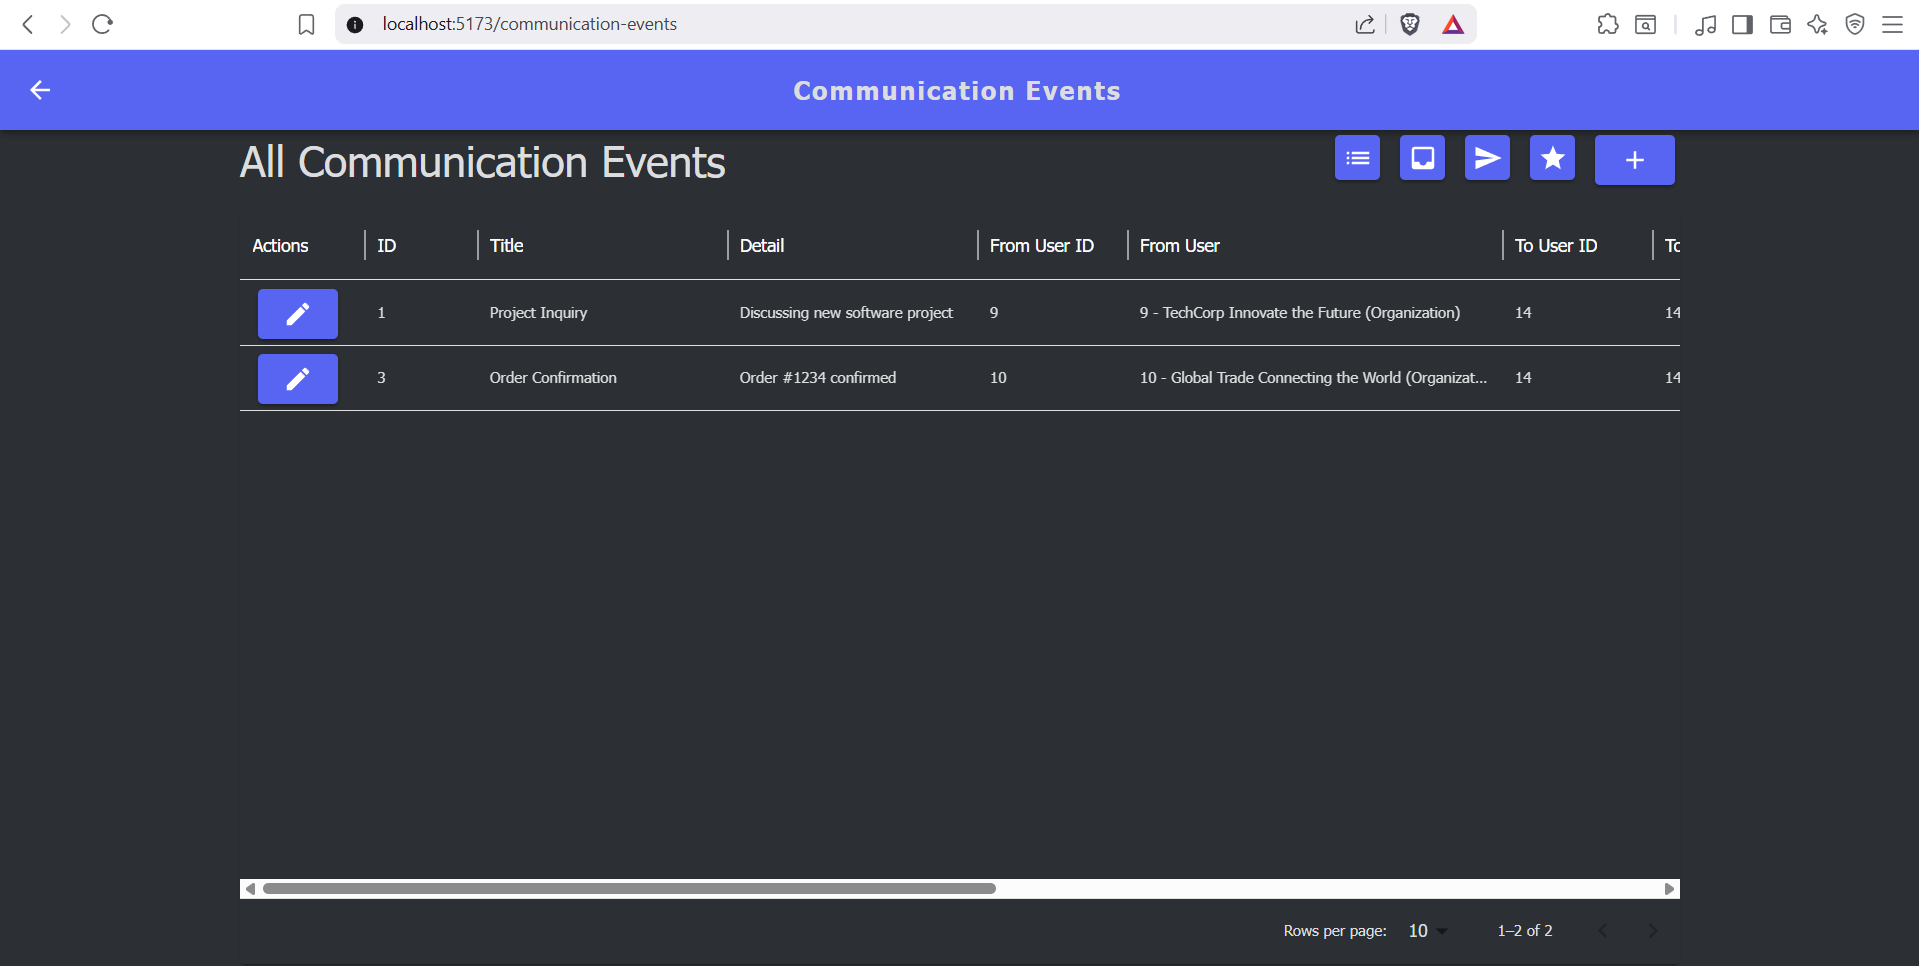 localhost:5173/communication-events
Communication Events
All Communication Events
Actions ID Title Detail From User ID From User To User ID To
1 Project Inquiry Discussing new software project 9 9 - TechCorp Innovate the Future (Organization) 14 14
3 Order Confirmation Order #1234 confirmed 10 10 - Global Trade Connecting the World (Organizat... 14 14
Rows per page: 10 1–2 of 2